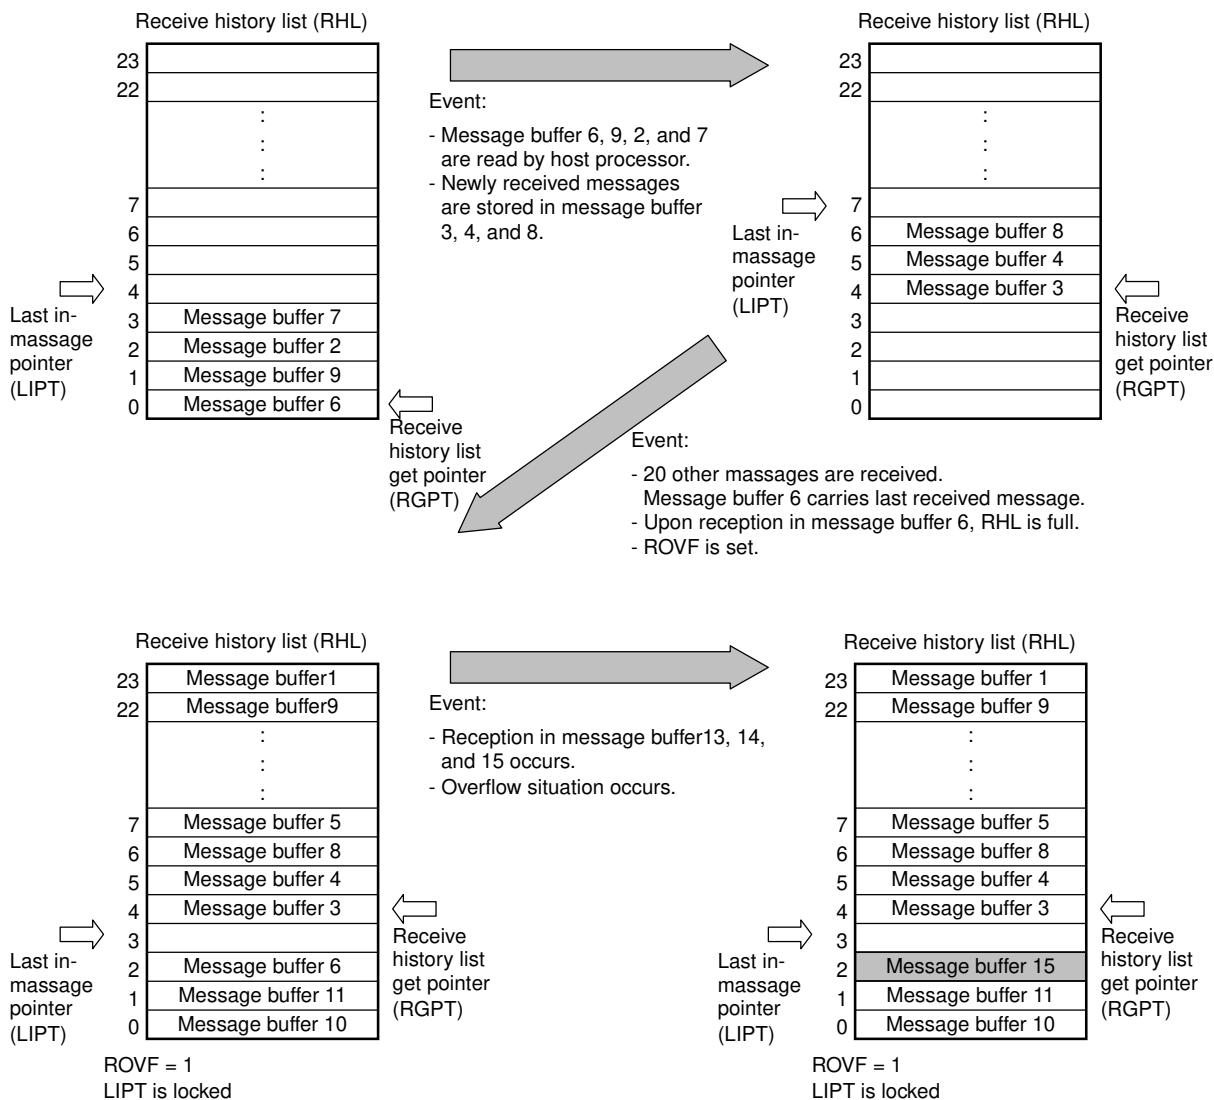 Receive history list (RHL)
23
22
:
:
:
7
6
5
4
3 Message buffer 7
2 Message buffer 2
1 Message buffer 9
0 Message buffer 6
Last in-
massage
pointer
(LIPT)
Receive
history list
get pointer
(RGPT)
Event:
- Message buffer 6, 9, 2, and 7
are read by host processor.
- Newly received messages
are stored in message buffer
3, 4, and 8.
Receive history list (RHL)
23
22
:
:
:
7
6 Message buffer 8
5 Message buffer 4
4 Message buffer 3
3
2
1
0
Last in-
massage
pointer
(LIPT)
Receive
history list
get pointer
(RGPT)
Event:
- 20 other massages are received.
Message buffer 6 carries last received message.
- Upon reception in message buffer 6, RHL is full.
- ROVF is set.
Receive history list (RHL)
23 Message buffer1
22 Message buffer9
:
:
:
7 Message buffer 5
6 Message buffer 8
5 Message buffer 4
4 Message buffer 3
3
2 Message buffer 6
1 Message buffer 11
0 Message buffer 10
Last in-
massage
pointer
(LIPT)
Receive
history list
get pointer
(RGPT)
ROVF = 1
LIPT is locked
Event:
- Reception in message buffer13, 14,
and 15 occurs.
- Overflow situation occurs.
Receive history list (RHL)
23 Message buffer 1
22 Message buffer 9
:
:
:
7 Message buffer 5
6 Message buffer 8
5 Message buffer 4
4 Message buffer 3
3
2 Message buffer 15
1 Message buffer 11
0 Message buffer 10
Last in-
massage
pointer
(LIPT)
Receive
history list
get pointer
(RGPT)
ROVF = 1
LIPT is locked